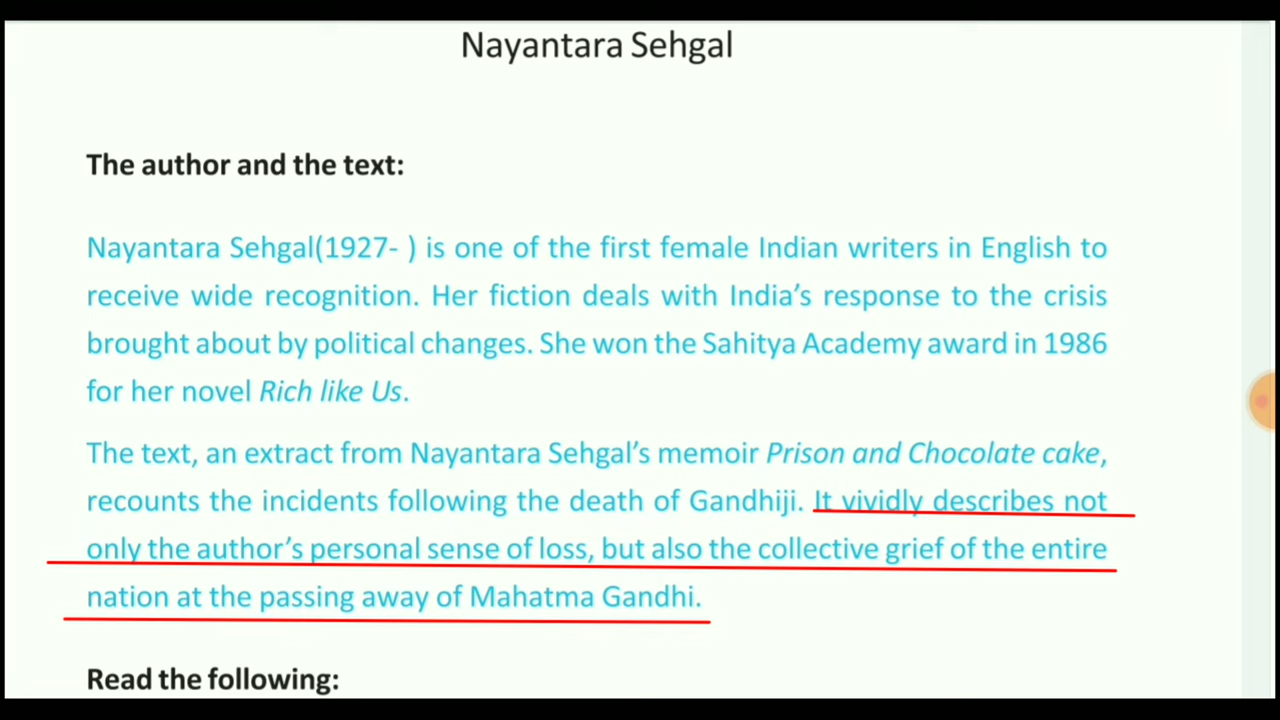 Nayantara Sehgal
The author and the text:
Nayantara Sehgal(1927- ) is one of the first female Indian writers in English to
receive wide recognition. Her fiction deals with India’s response to the crisis
brought about by political changes. She won the Sahitya Academy award in 1986
for her novel Rich like Us.
The text, an extract from Nayantara Sehgal’s memoir Prison and Chocolate cake,
recounts the incidents following the death of Gandhiji. It vividly describes not
only the author’s personal sense of loss, but also the collective grief of the entire
nation at the passing away of Mahatma Gandhi.
Read the following: